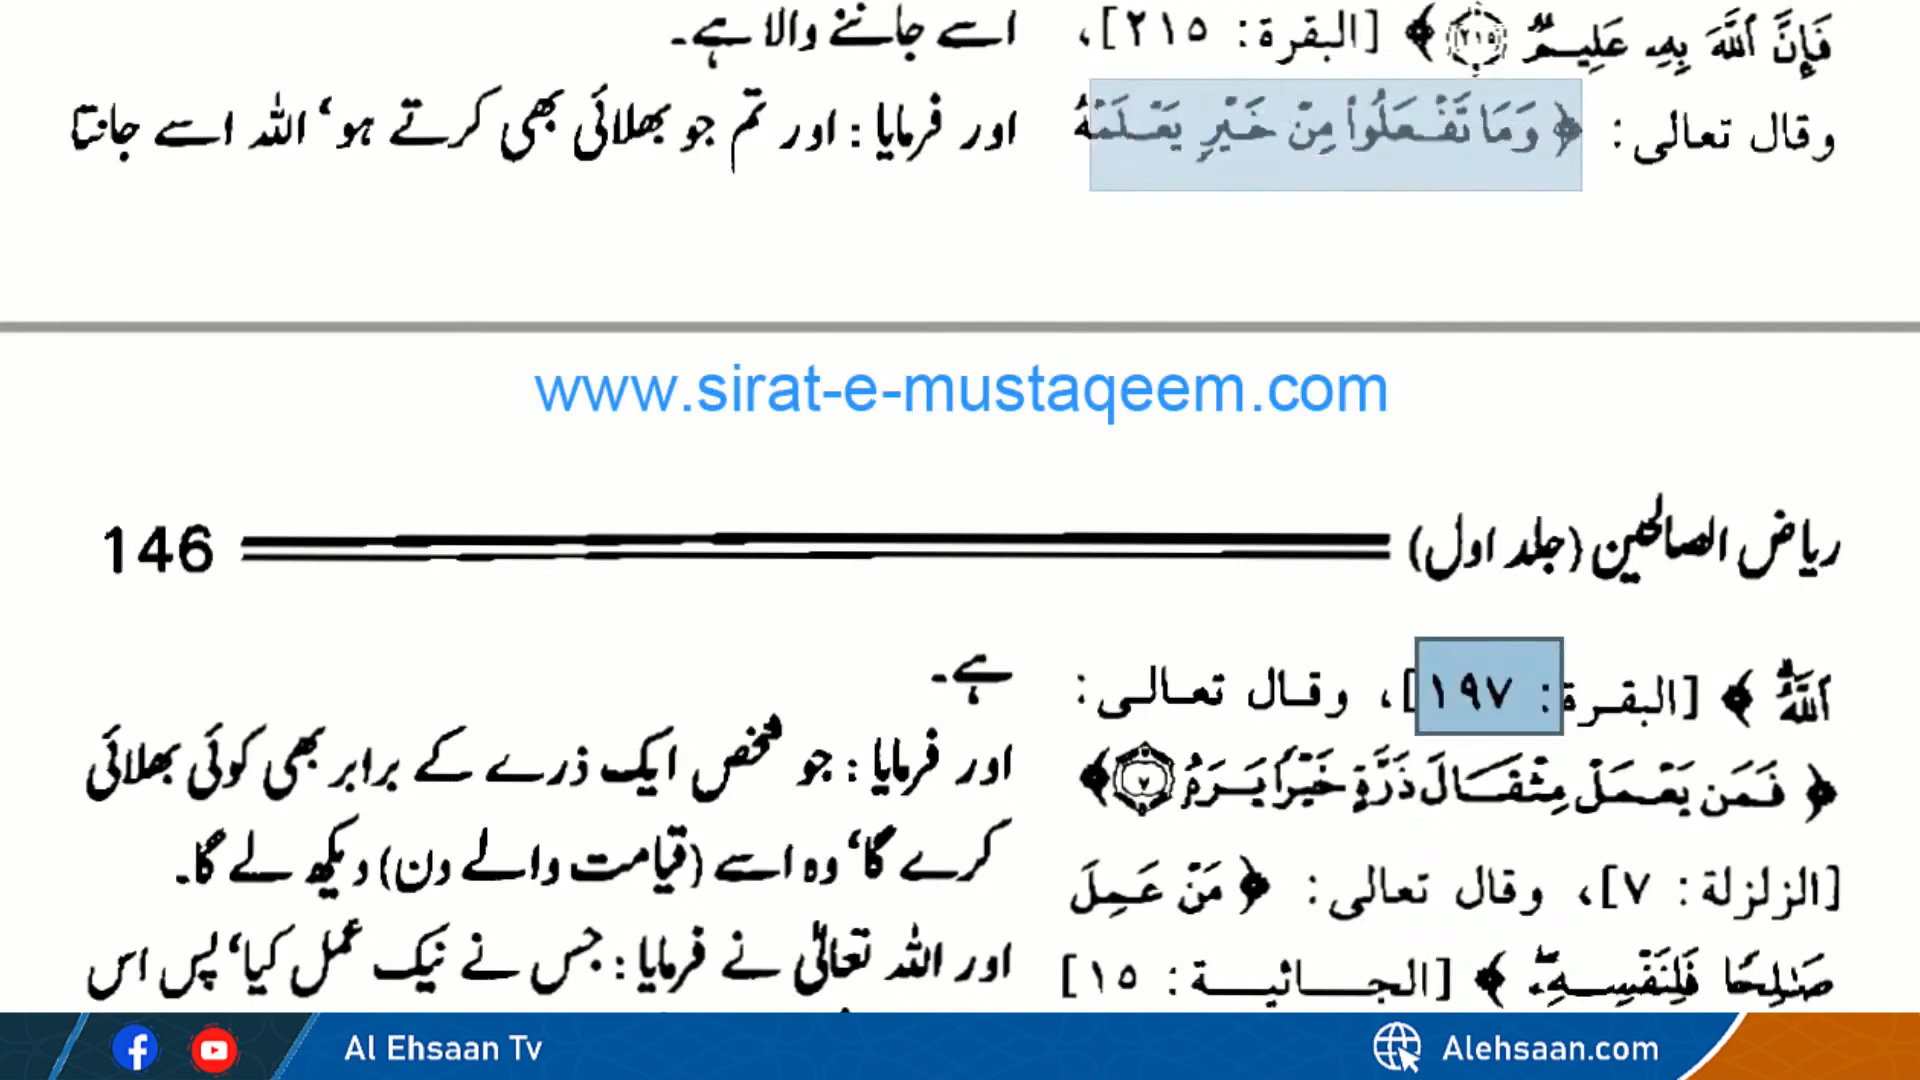 فَإِنَّ ٱللَّهَ بِهِۦ عَلِيمٌ ﴿٢١٥﴾ [البقرة: ٢١٥]،
وقال تعالى: ﴿ وَمَا تَفْعَلُوا۟ مِنْ خَيْرٍ يَعْلَمْهُ
اسے جاننے والا ہے۔
اور فرمایا: اور تم جو بھلائی بھی کرتے ہو‘ اللہ اسے جانتا
www.sirat-e-mustaqeem.com
ریاض الصالحین (جلد اول) 146
ٱللَّهُ ﴾ [البقرة: ١٩٧]، وقال تعالى:
﴿ فَمَن يَعْمَلْ مِثْقَالَ ذَرَّةٍ خَيْرًا يَرَهُ ٧ ﴾
[الزلزلة: ٧]، وقال تعالى: ﴿ مَنْ عَمِلَ
صَـٰلِحًا فَلِنَفْسِهِۦ ﴾ [الجاثية: ١٥]
ہے۔
اور فرمایا: جو شخص ایک ذرے کے برابر بھی کوئی بھلائی
کرے گا‘ وہ اسے (قیامت والے دن) دیکھ لے گا۔
اور اللہ تعالیٰ نے فرمایا: جس نے نیک عمل کیا‘ پس اس
Al Ehsaan Tv
Alehsaan.com